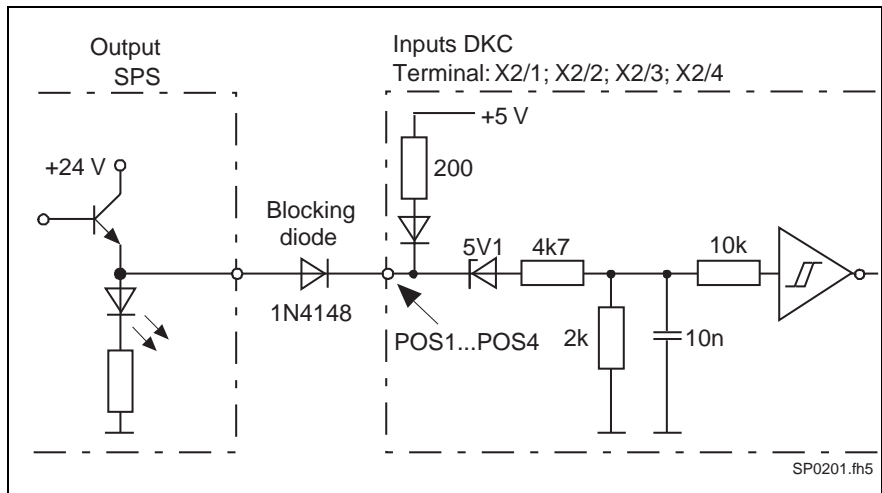 Output
SPS
Inputs DKC
Terminal: X2/1; X2/2; X2/3; X2/4
+5 V
+24 V
200
Blocking
diode
5V1
4k7
10k
1N4148
POS1...POS4
2k
10n
SP0201.fh5